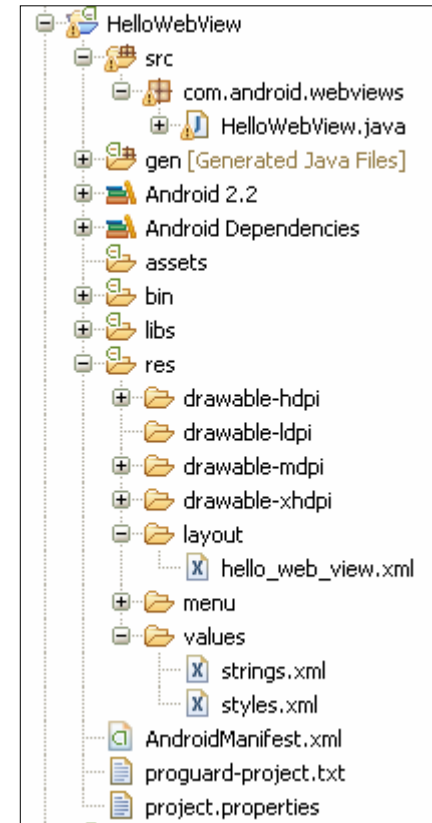 HelloWebView
src
com.android.webviews
HelloWebView.java
gen [Generated Java Files]
Android 2.2
Android Dependencies
assets
bin
libs
res
drawable-hdpi
drawable-ldpi
drawable-mdpi
drawable-xhdpi
layout
hello_web_view.xml
menu
values
strings.xml
styles.xml
AndroidManifest.xml
proguard-project.txt
project.properties